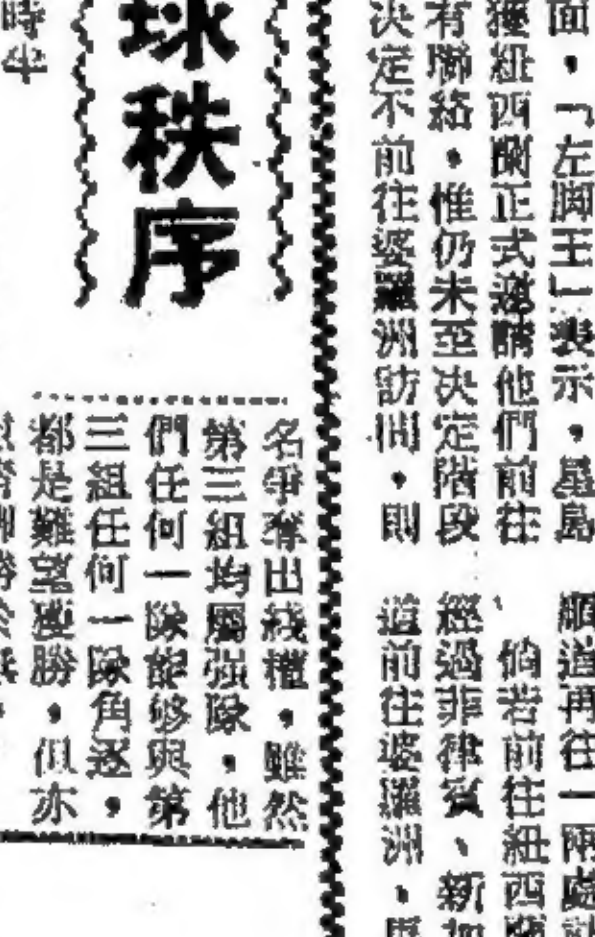 面，「左脚王」表示，星島
獲紐西蘭正式邀請他們前往
有聯絡，惟仍未至决定階段
决定不前往婆羅洲訪問，則
順道再往一兩處
倘若前往紐西蘭
經過菲律賓、新加
道前往婆羅洲、
球秩序
名爭奪出綫權，雖然
第三組均屬强隊，他
們任何一隊能够與第
三組任何一隊角逐，
都是難望獲勝，但亦
時半